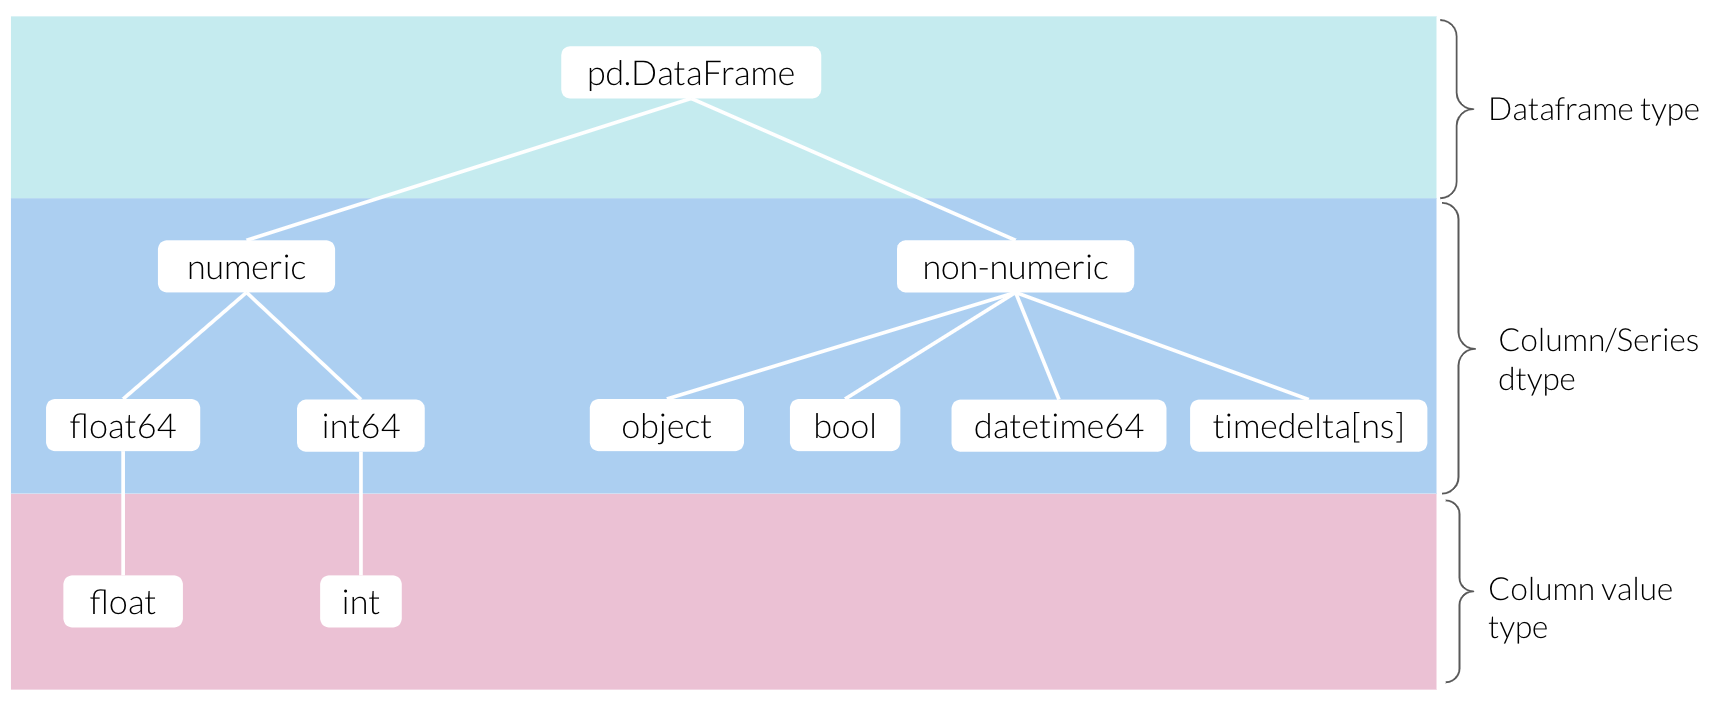 pd.DataFrame
Dataframe type
numeric
non-numeric
Column/Series
dtype
float64
int64
object
bool
datetime64
timedelta[ns]
float
int
Column value
type